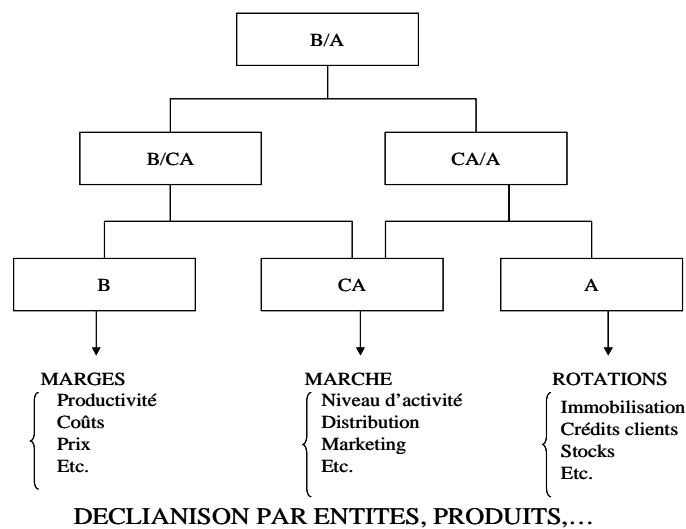 B/A
B/CA
CA/A
B
CA
A
MARGES
Productivité
Coûts
Prix
Etc.
MARCHE
Niveau d'activité
Distribution
Marketing
Etc.
ROTATIONS
Immobilisation
Crédits clients
Stocks
Etc.
DECLIANISON PAR ENTITES, PRODUITS,…